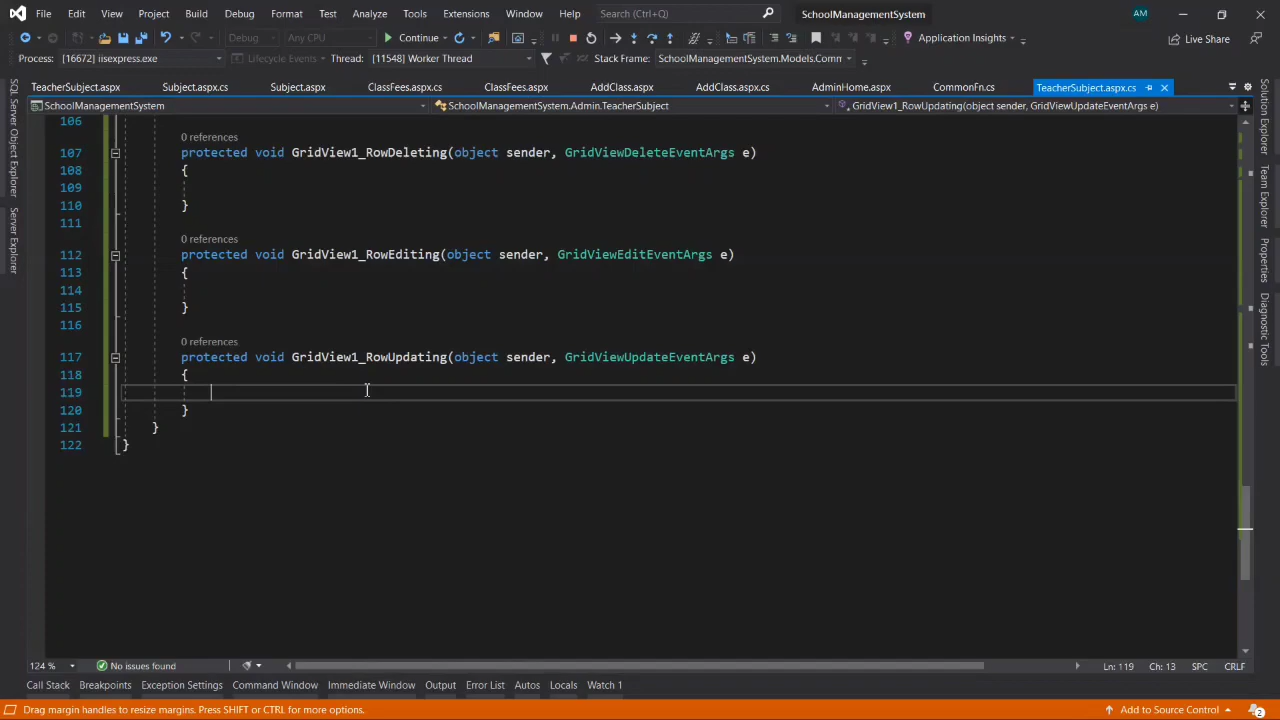 File Edit View Project Build Debug Format Test Analyze Tools Extensions Window Help Search (Ctrl+Q) SchoolManagementSystem AM
Debug Any CPU Continue Application Insights Live Share
Process: [16672] iisexpress.exe Lifecycle Events Thread: [11548] Worker Thread Stack Frame: SchoolManagementSystem.Models.Comm
TeacherSubject.aspx Subject.aspx.cs Subject.aspx ClassFees.aspx.cs ClassFees.aspx AddClass.aspx AddClass.aspx.cs AdminHome.aspx CommonFn.cs TeacherSubject.aspx.cs
SchoolManagementSystem SchoolManagementSystem.Admin.TeacherSubject GridView1_RowUpdating(object sender, GridViewUpdateEventArgs e)
SQL Server Object Explorer
Server Explorer
106
0 references
107 protected void GridView1_RowDeleting(object sender, GridViewDeleteEventArgs e)
108 {
109
110 }
111
0 references
112 protected void GridView1_RowEditing(object sender, GridViewEditEventArgs e)
113 {
114
115 }
116
0 references
117 protected void GridView1_RowUpdating(object sender, GridViewUpdateEventArgs e)
118 {
119
120 }
121 }
122 }
Solution Explorer
Team Explorer
Properties
Diagnostic Tools
124 % No issues found Ln: 119 Ch: 13 SPC CRLF
Call Stack Breakpoints Exception Settings Command Window Immediate Window Output Error List Autos Locals Watch 1
Drag margin handles to resize margins. Press SHIFT or CTRL for more options. Add to Source Control 2